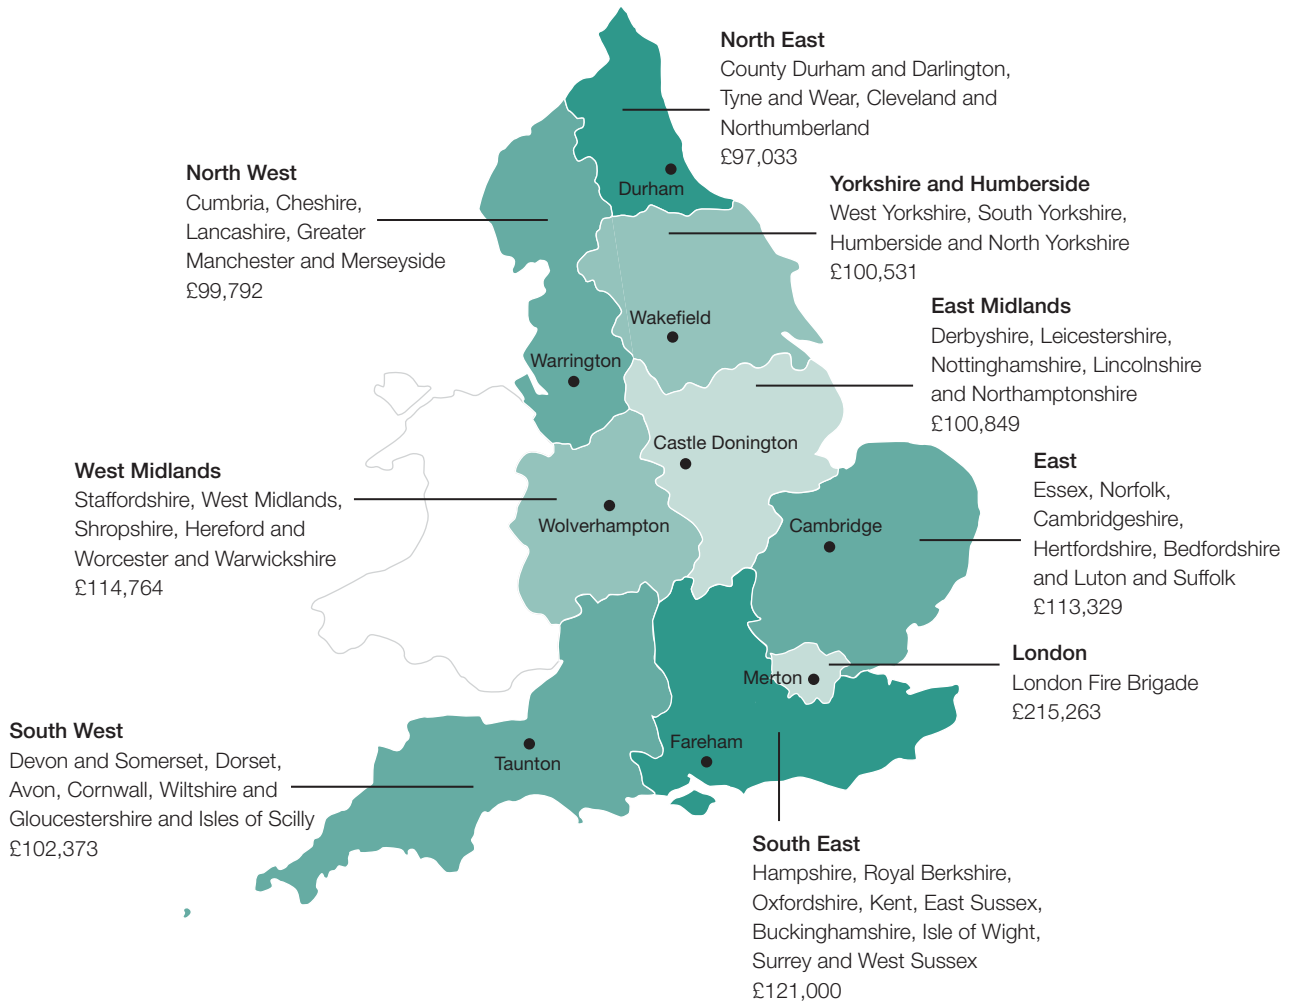 North East
County Durham and Darlington,
Tyne and Wear, Cleveland and
Northumberland
£97,033
Durham
North West
Cumbria, Cheshire,
Lancashire, Greater
Manchester and Merseyside
£99,792
Yorkshire and Humberside
West Yorkshire, South Yorkshire,
Humberside and North Yorkshire
£100,531
Wakefield
Warrington
East Midlands
Derbyshire, Leicestershire,
Nottinghamshire, Lincolnshire
and Northamptonshire
£100,849
Castle Donington
West Midlands
Staffordshire, West Midlands,
Shropshire, Hereford and
Worcester and Warwickshire
£114,764
Wolverhampton
East
Essex, Norfolk,
Cambridgeshire,
Hertfordshire, Bedfordshire
and Luton and Suffolk
£113,329
Cambridge
London
London Fire Brigade
£215,263
Merton
South West
Devon and Somerset, Dorset,
Avon, Cornwall, Wiltshire and
Gloucestershire and Isles of Scilly
£102,373
Taunton
Fareham
South East
Hampshire, Royal Berkshire,
Oxfordshire, Kent, East Sussex,
Buckinghamshire, Isle of Wight,
Surrey and West Sussex
£121,000